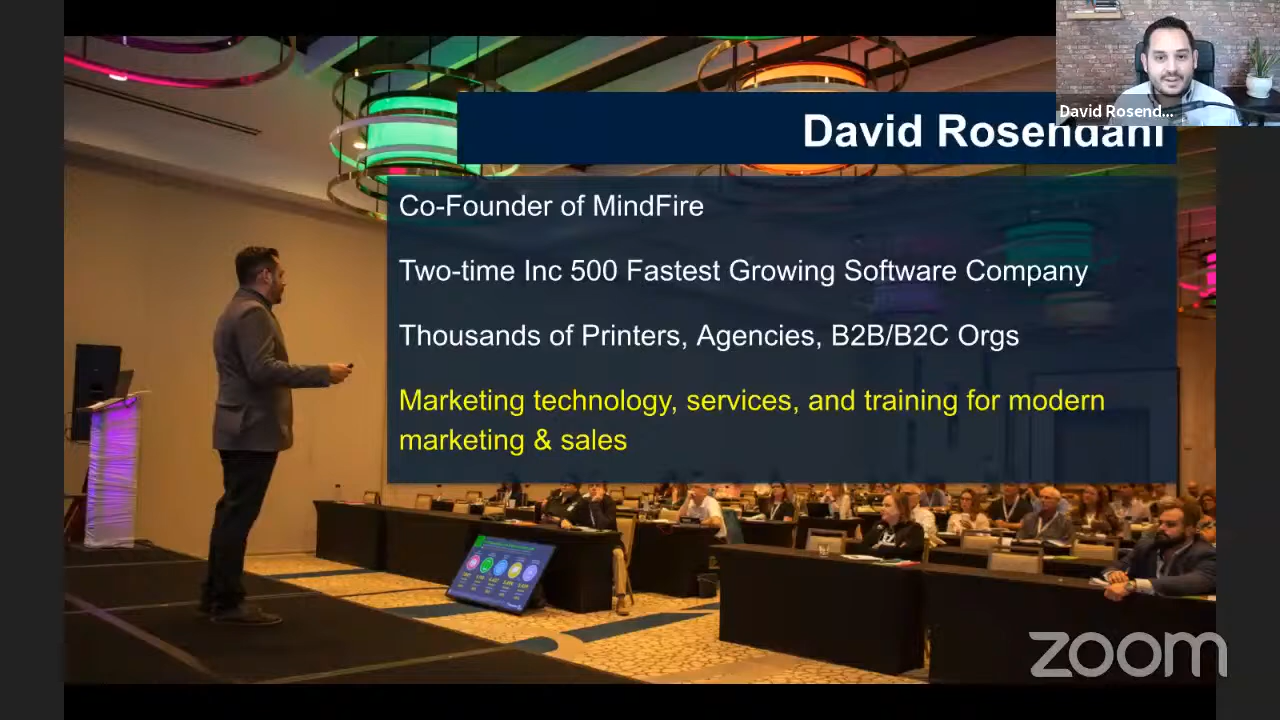 David Rosendahl
David Rosend...
Co-Founder of MindFire
Two-time Inc 500 Fastest Growing Software Company
Thousands of Printers, Agencies, B2B/B2C Orgs
Marketing technology, services, and training for modern
marketing & sales
zoom